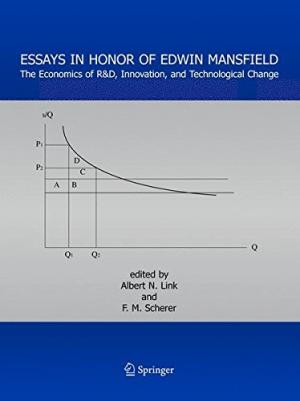 ESSAYS IN HONOR OF EDWIN MANSFIELD
The Economics of R&D, Innovation, and Technological Change
$/Q
P1
D
P2
C
A B
Q1 Q2
Q
edited by
Albert N. Link
and
F. M. Scherer
Springer